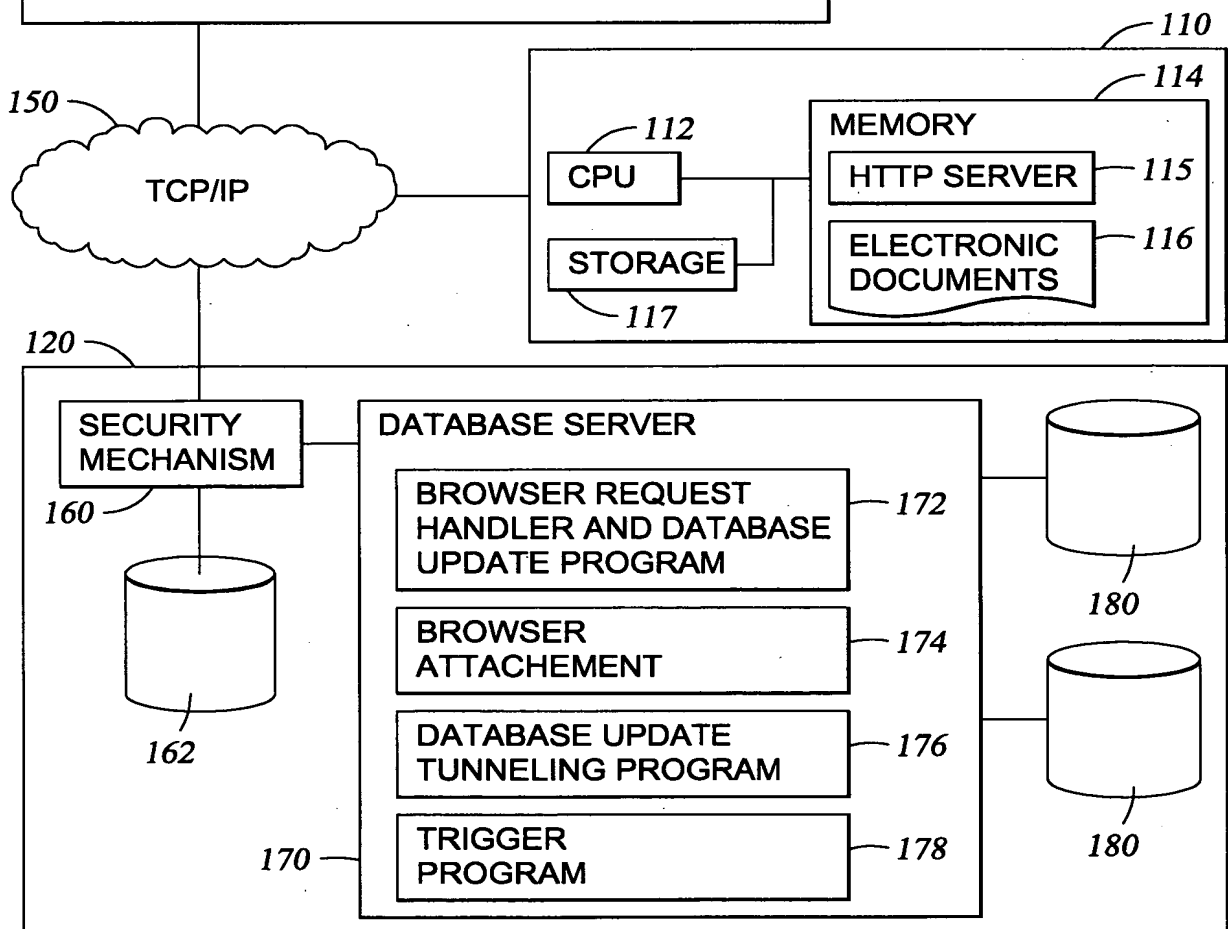 110
150
114
112
MEMORY
TCP/IP
CPU
HTTP SERVER
115
STORAGE
ELECTRONIC
DOCUMENTS
116
117
120
SECURITY
MECHANISM
160
162
DATABASE SERVER
BROWSER REQUEST
HANDLER AND DATABASE
UPDATE PROGRAM
172
BROWSER
ATTACHEMENT
174
DATABASE UPDATE
TUNNELING PROGRAM
176
TRIGGER
PROGRAM
178
170
180
180